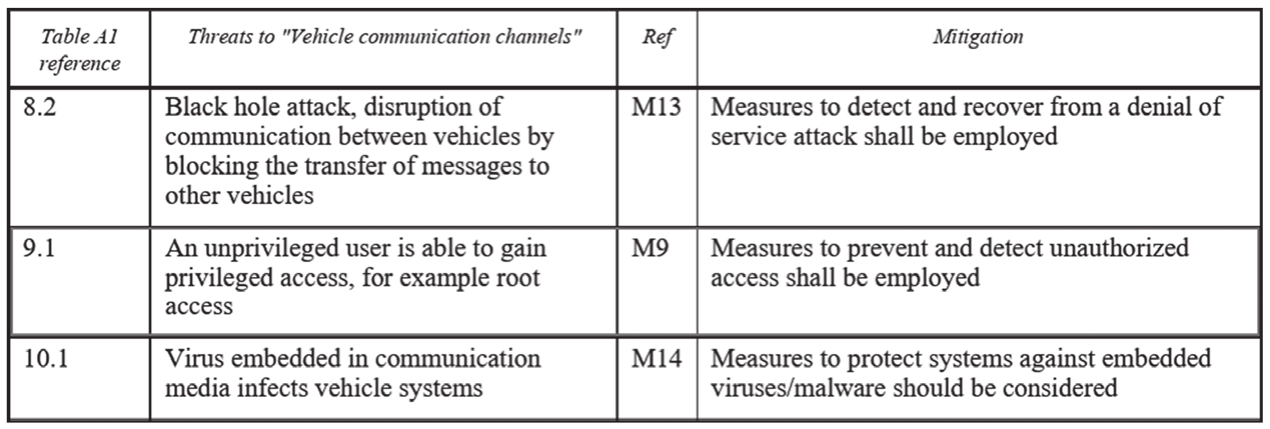 Table A1
reference
Threats to "Vehicle communication channels"
Ref
Mitigation
8.2
Black hole attack, disruption of
communication between vehicles by
blocking the transfer of messages to
other vehicles
M13
Measures to detect and recover from a denial of
service attack shall be employed
9.1
An unprivileged user is able to gain
privileged access, for example root
access
M9
Measures to prevent and detect unauthorized
access shall be employed
10.1
Virus embedded in communication
media infects vehicle systems
M14
Measures to protect systems against embedded
viruses/malware should be considered